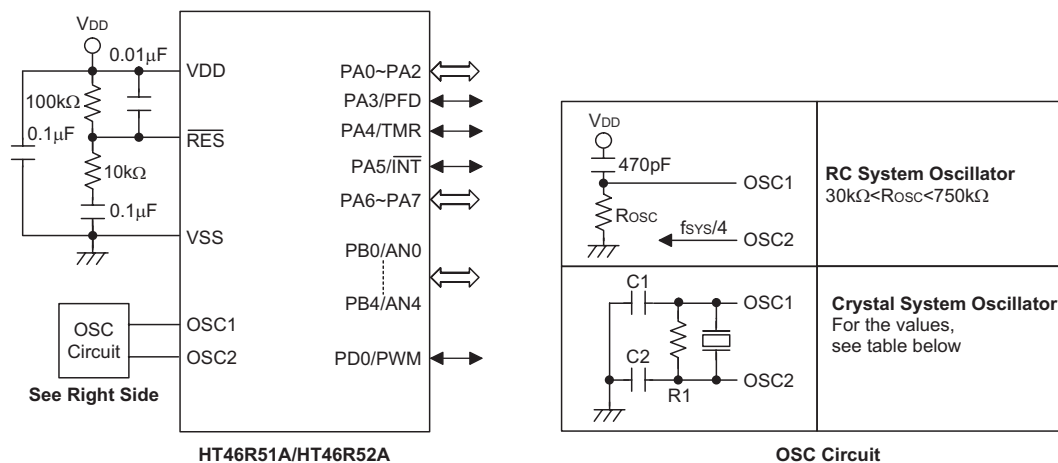 VDD
0.01μF
100kΩ
0.1μF
10kΩ
0.1μF
VDD
RES
VSS
OSC1
OSC2
OSC
Circuit
See Right Side
PA0~PA2
PA3/PFD
PA4/TMR
PA5/INT
PA6~PA7
PB0/AN0
PB4/AN4
PD0/PWM
HT46R51A/HT46R52A
VDD
470pF
OSC1
ROSC
fSYS/4
OSC2
RC System Oscillator
30kΩ<ROSC<750kΩ
C1
OSC1
C2
OSC2
R1
Crystal System Oscillator
For the values,
see table below
OSC Circuit